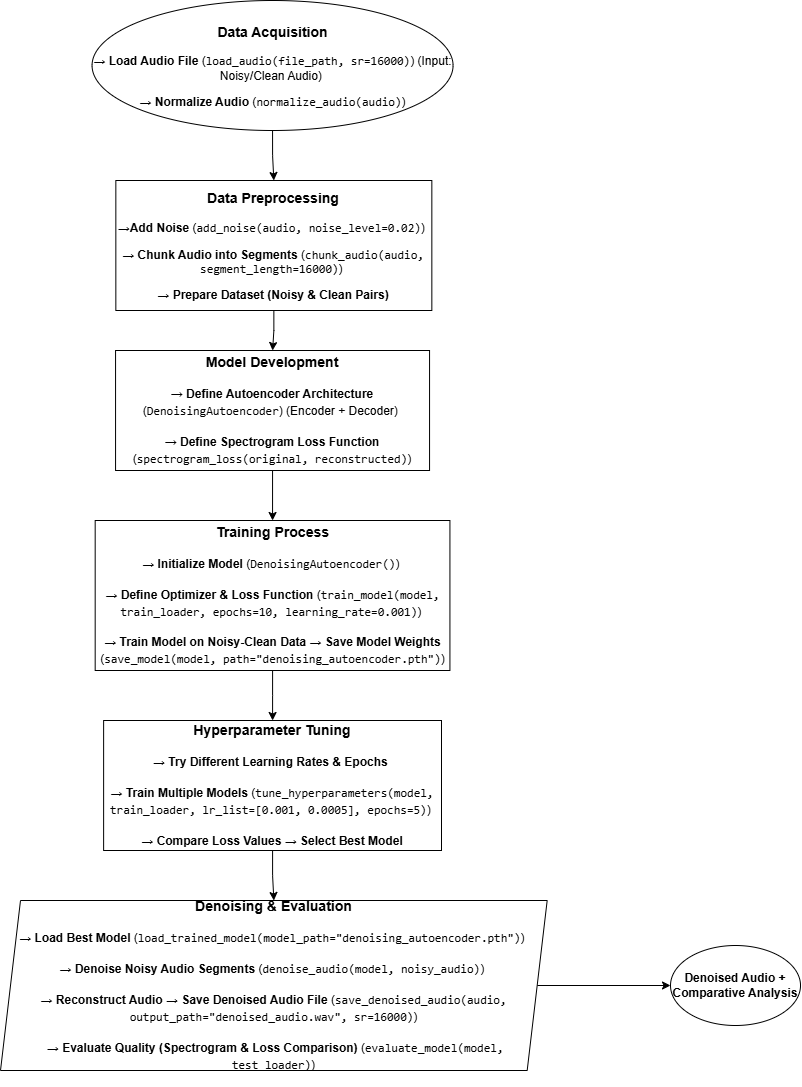 Data Acquisition
→ Load Audio File (load_audio(file_path, sr=16000)) (Input:
Noisy/Clean Audio)
→ Normalize Audio (normalize_audio(audio))
Data Preprocessing
→Add Noise (add_noise(audio, noise_level=0.02))
→ Chunk Audio into Segments (chunk_audio(audio,
segment_length=16000))
→ Prepare Dataset (Noisy & Clean Pairs)
Model Development
→ Define Autoencoder Architecture
(DenoisingAutoencoder) (Encoder + Decoder)
→ Define Spectrogram Loss Function
(spectrogram_loss(original, reconstructed))
Training Process
→ Initialize Model (DenoisingAutoencoder())
→ Define Optimizer & Loss Function (train_model(model,
train_loader, epochs=10, learning_rate=0.001))
→ Train Model on Noisy-Clean Data → Save Model Weights
(save_model(model, path="denoising_autoencoder.pth"))
Hyperparameter Tuning
→ Try Different Learning Rates & Epochs
→ Train Multiple Models (tune_hyperparameters(model,
train_loader, lr_list=[0.001, 0.0005], epochs=5))
→ Compare Loss Values → Select Best Model
Denoising & Evaluation
→ Load Best Model (load_trained_model(model_path="denoising_autoencoder.pth"))
→ Denoise Noisy Audio Segments (denoise_audio(model, noisy_audio))
→ Reconstruct Audio → Save Denoised Audio File (save_denoised_audio(audio,
output_path="denoised_audio.wav", sr=16000))
→ Evaluate Quality (Spectrogram & Loss Comparison) (evaluate_model(model,
test_loader))
Denoised Audio +
Comparative Analysis